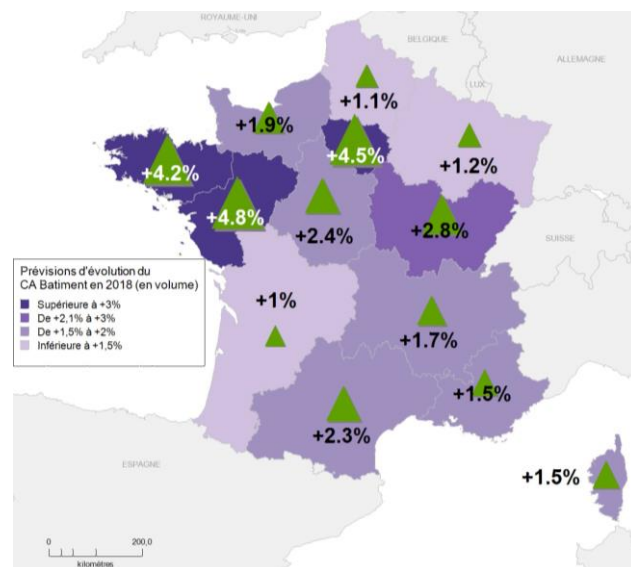 ROYAUME-UNI
BELGIQUE
ALLEMAGNE
LUX
+1.1%
+1.9%
+4.5%
+1.2%
+4.2%
+4.8%
+2.4%
+2.8%
SUISSE
Prévisions d'évolution du
CA Batiment en 2018 (en volume)
Supérieure à +3%
De +2,1% à +3%
De +1,5% à +2%
Inférieure à +1,5%
+1%
+1.7%
+1.5%
+2.3%
ESPAGNE
+1.5%
0 200,0
kilomètres